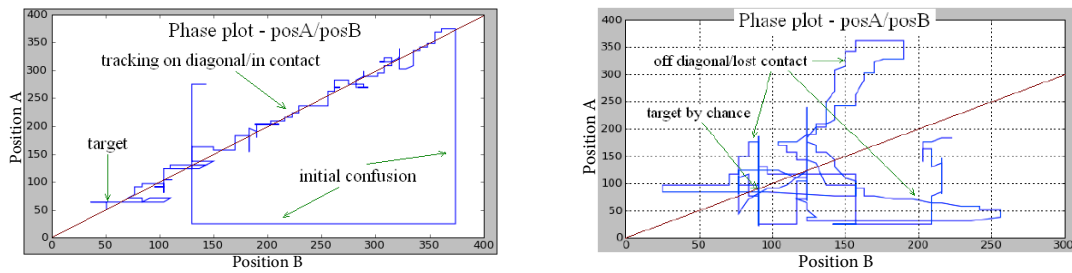 Phase plot - posA/posB
tracking on diagonal/in contact
target
initial confusion
Position A
400
350
300
250
200
150
100
50
0
0 50 100 150 200 250 300 350 400
Position B
Phase plot - posA/posB
off diagonal/lost contact
target by chance
Position A
400
350
300
250
200
150
100
50
0
0 50 100 150 200 250 300
Position B